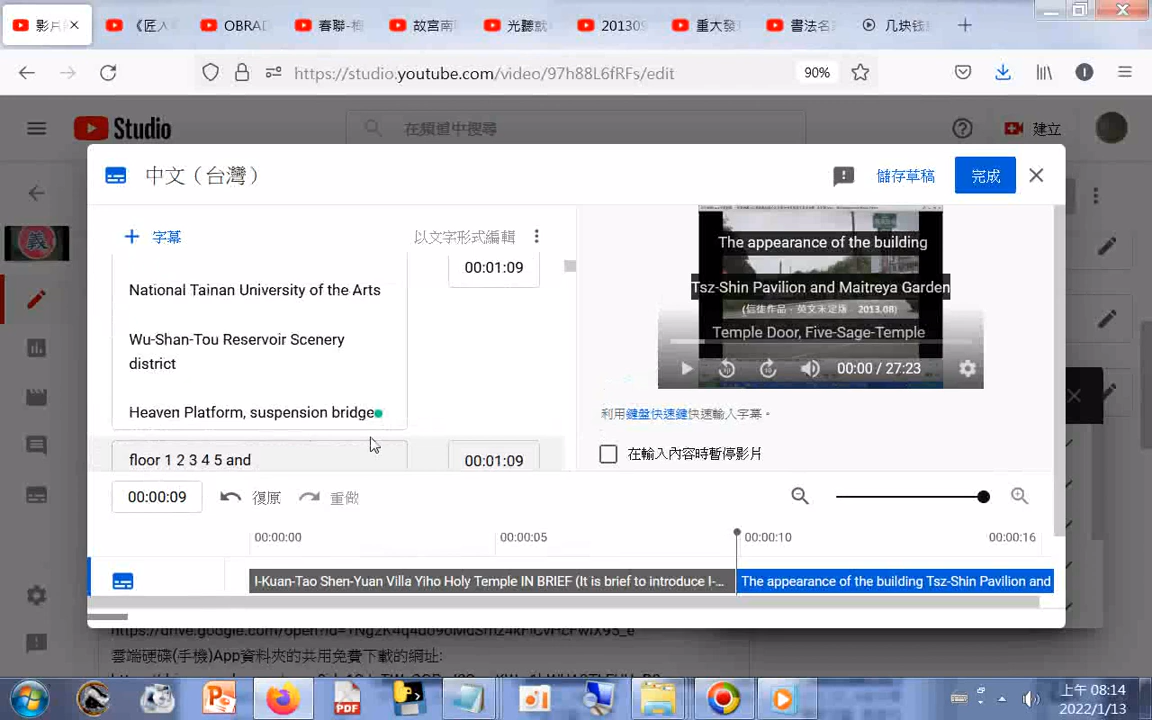 影片
《匠人
OBRAD
春聯-梅
故宮南
光聽就
201309
重大發
書法名
几块钱
https://studio.youtube.com/video/97h88L6fRFs/edit
90%
Studio
在頻道中搜尋
建立
中文（台灣）
儲存草稿
完成
字幕
以文字形式編輯
00:01:09
National Tainan University of the Arts
Wu-Shan-Tou Reservoir Scenery
district
Heaven Platform, suspension bridge
floor 1 2 3 4 5 and
00:01:09
The appearance of the building
Tsz-Shin Pavilion and Maitreya Garden
2013.08)
Temple Door, Five-Sage-Temple
00:00 / 27:23
利用鍵盤快速鍵快速輸入字幕。
在輸入內容時暫停影片
00:00:09
復原
重做
00:00:00
00:00:05
00:00:10
00:00:16
I-Kuan-Tao Shen-Yuan Villa Yiho Holy Temple IN BRIEF (It is brief to introduce I-...
The appearance of the building Tsz-Shin Pavilion and
雲端硬碟(手機)App資料夾的共用免費下載的網址:
上午 08:14
2022/1/13